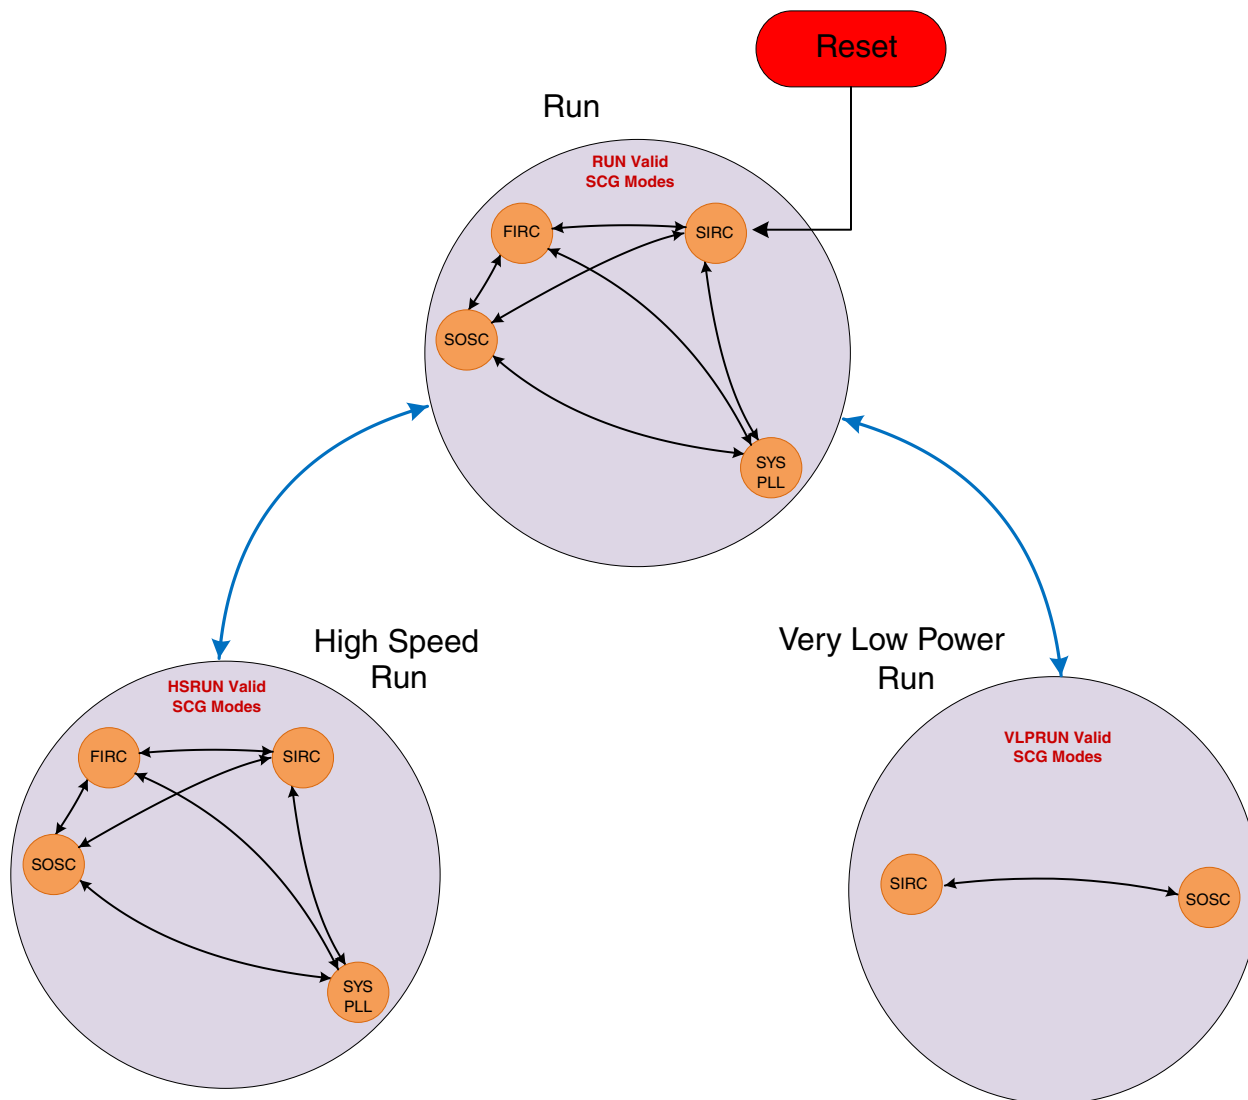 Reset
Run
RUN Valid
SCG Modes
FIRC
SIRC
SOSC
SYS
PLL
High Speed
Run
HSRUN Valid
SCG Modes
FIRC
SIRC
SOSC
SYS
PLL
Very Low Power
Run
VLPRUN Valid
SCG Modes
SIRC
SOSC